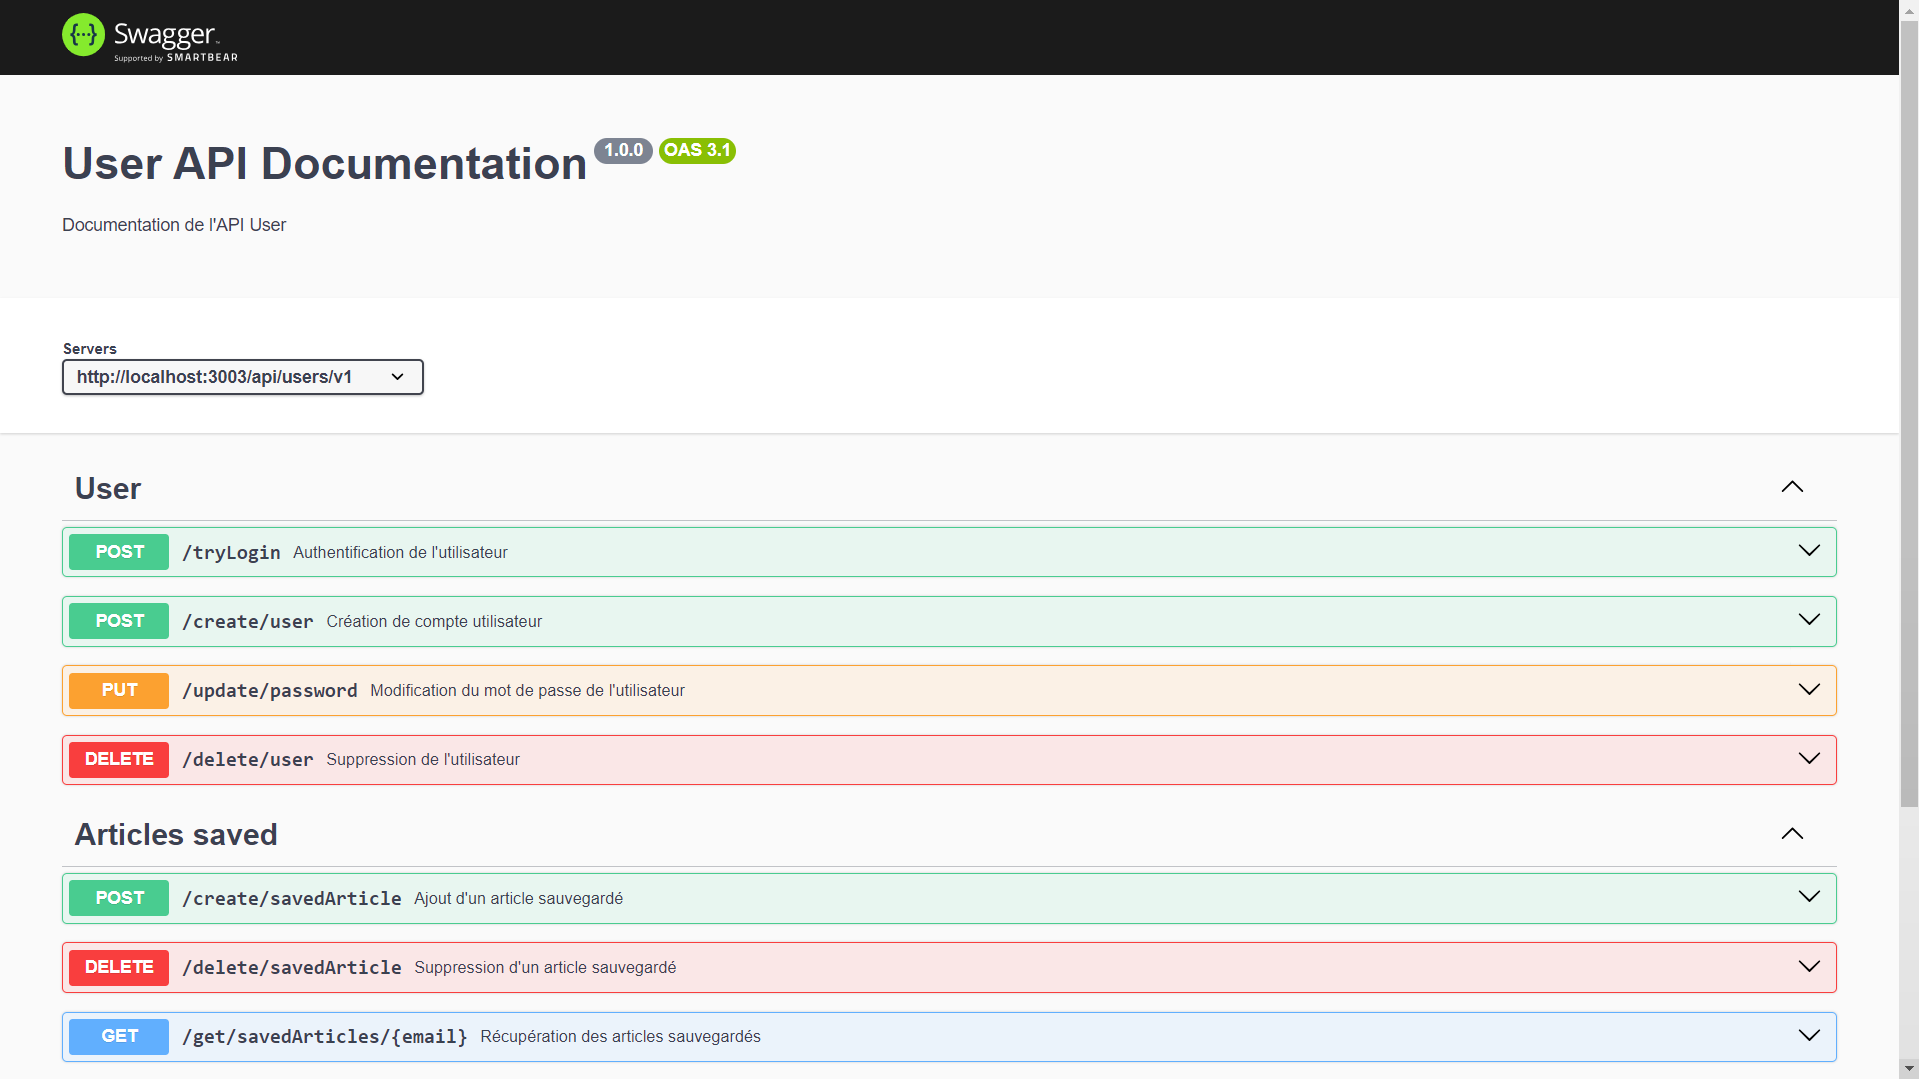 {···} Swagger™
Supported by SMARTBEAR
User API Documentation 1.0.0 OAS 3.1
Documentation de l'API User
Servers
http://localhost:3003/api/users/v1
User
POST /tryLogin Authentification de l'utilisateur
POST /create/user Création de compte utilisateur
PUT /update/password Modification du mot de passe de l'utilisateur
DELETE /delete/user Suppression de l'utilisateur
Articles saved
POST /create/savedArticle Ajout d'un article sauvegardé
DELETE /delete/savedArticle Suppression d'un article sauvegardé
GET /get/savedArticles/{email} Récupération des articles sauvegardés